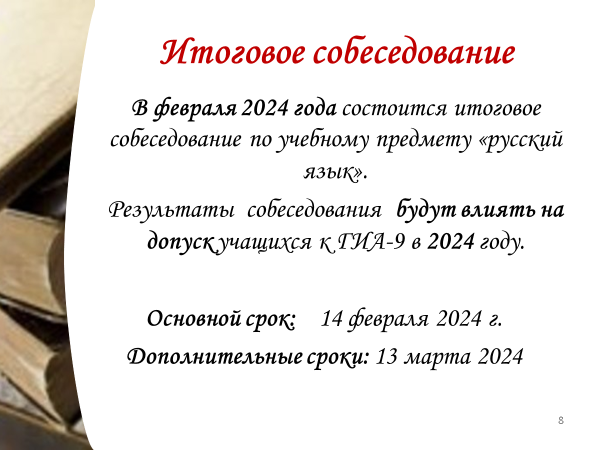 Итоговое собеседование
В февраля 2024 года состоится итоговое
собеседование по учебному предмету «русский
язык».
Результаты собеседования будут влиять на
допуск учащихся к ГИА-9 в 2024 году.
Основной срок: 14 февраля 2024 г.
Дополнительные сроки: 13 марта 2024
8